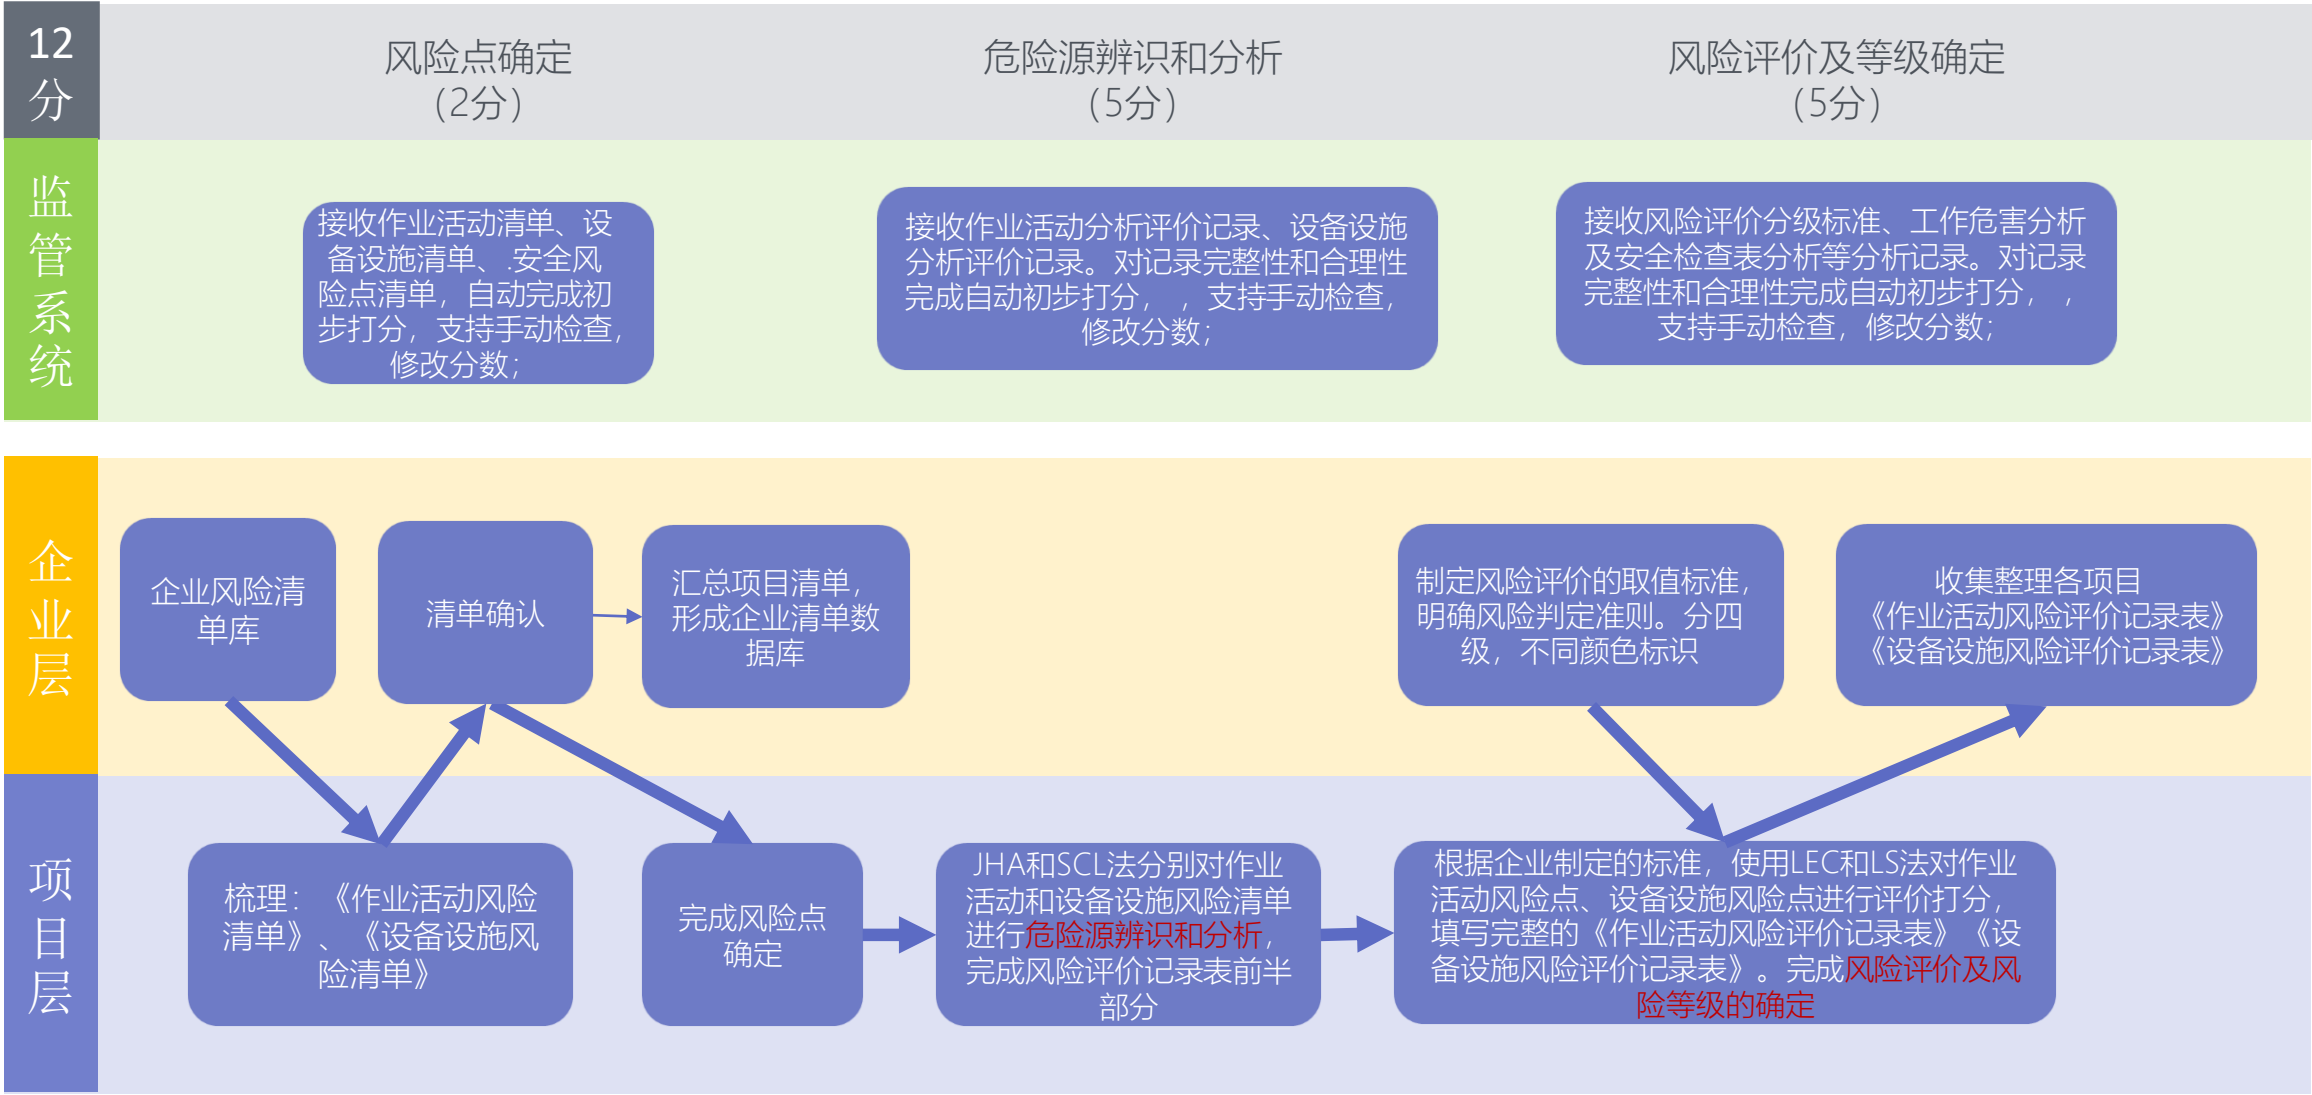 12
分
风险点确定
（2分）
危险源辨识和分析
（5分）
风险评价及等级确定
（5分）
监
管
系
统
接收作业活动清单、设
备设施清单、.安全风
险点清单，自动完成初
步打分，支持手动检查，
修改分数；
接收作业活动分析评价记录、设备设施
分析评价记录。对记录完整性和合理性
完成自动初步打分，，支持手动检查，
修改分数；
接收风险评价分级标准、工作危害分析
及安全检查表分析等分析记录。对记录
完整性和合理性完成自动初步打分，，
支持手动检查，修改分数；
企
业
层
企业风险清
单库
清单确认
汇总项目清单，
形成企业清单数
据库
制定风险评价的取值标准，
明确风险判定准则。分四
级，不同颜色标识
收集整理各项目
《作业活动风险评价记录表》
《设备设施风险评价记录表》
项
目
层
梳理：《作业活动风险
清单》、《设备设施风
险清单》
完成风险点
确定
JHA和SCL法分别对作业
活动和设备设施风险清单
进行危险源辨识和分析，
完成风险评价记录表前半
部分
根据企业制定的标准，使用LEC和LS法对作业
活动风险点、设备设施风险点进行评价打分，
填写完整的《作业活动风险评价记录表》《设
备设施风险评价记录表》。完成风险评价及风
险等级的确定